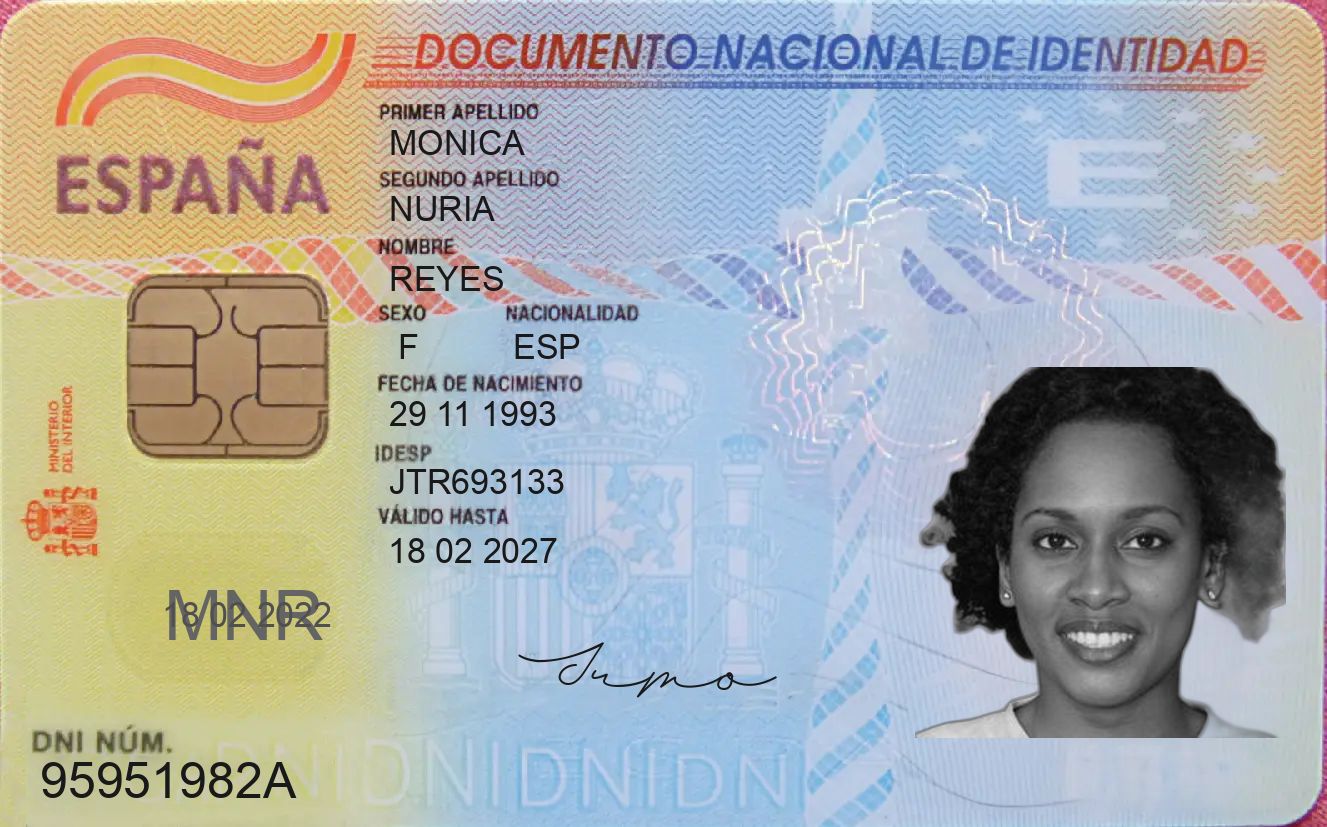 DOCUMENTO NACIONAL DE IDENTIDAD
ESPAÑA
PRIMER APELLIDO
MONICA
SEGUNDO APELLIDO
NURIA
NOMBRE
REYES
SEXO NACIONALIDAD
F ESP
FECHA DE NACIMIENTO
29 11 1993
IDESP
JTR693133
VÁLIDO HASTA
18 02 2027
MINISTERIO
DEL INTERIOR
E
MNR
18 02 2022
DNI NÚM.
95951982A
DNIDNIDNIDNI